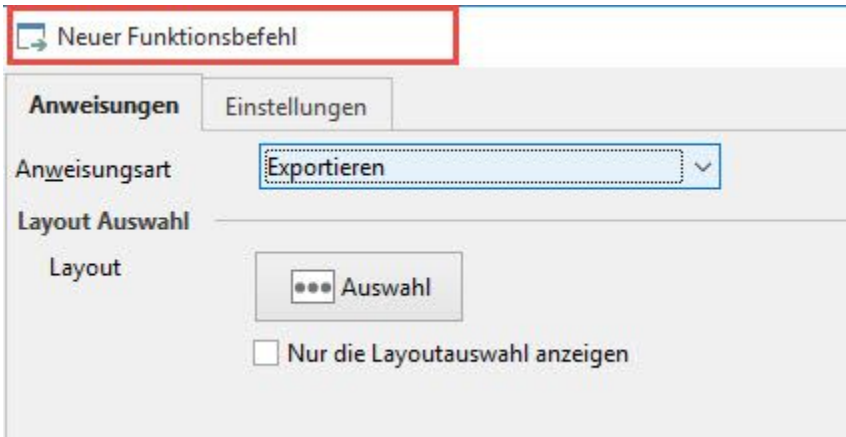 Neuer Funktionsbefehl
Anweisungen Einstellungen
Anweisungsart Exportieren
Layout Auswahl
Layout Auswahl
Nur die Layoutauswahl anzeigen